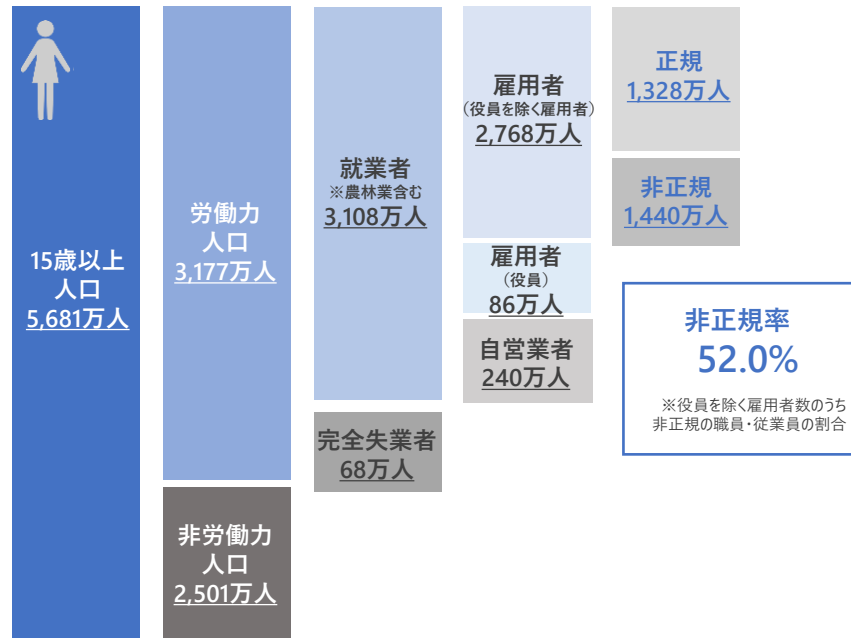 15歳以上
人口
5,681万人
労働力
人口
3,177万人
非労働力
人口
2,501万人
就業者
※農林業含む
3,108万人
完全失業者
68万人
雇用者
(役員を除く雇用者)
2,768万人
雇用者
(役員)
86万人
自営業者
240万人
正規
1,328万人
非正規
1,440万人
非正規率
52.0%
※役員を除く雇用者数のうち
非正規の職員・従業員の割合